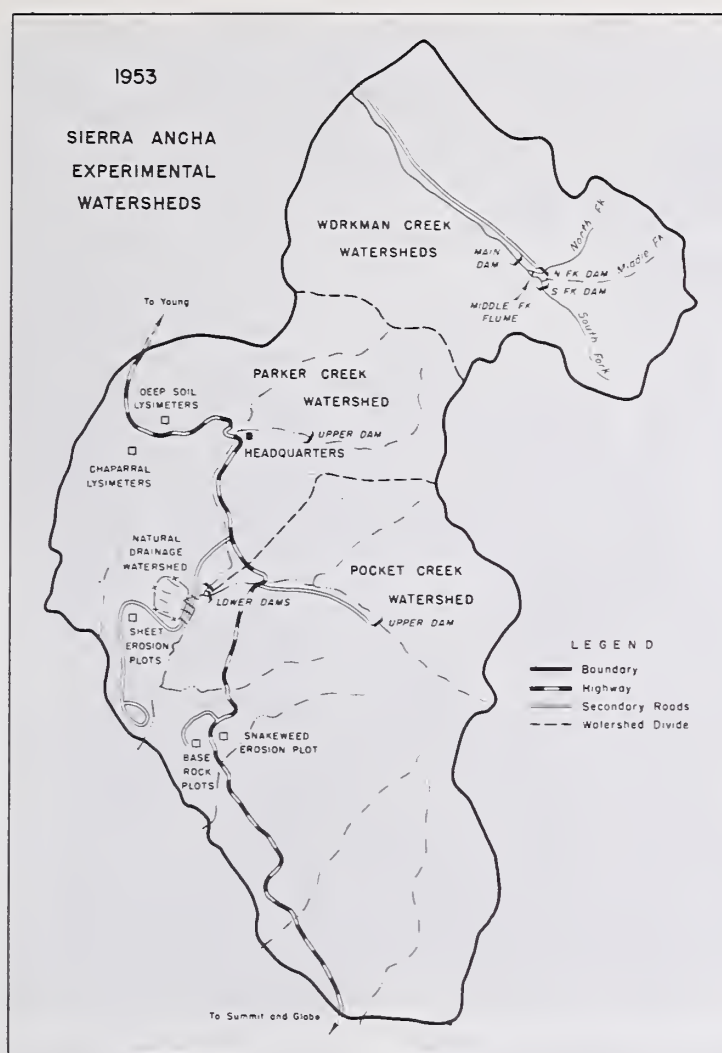 1953
SIERRA ANCHA
EXPERIMENTAL
WATERSHEDS
WORKMAN CREEK
WATERSHEDS
North Fk
MAIN
DAM
N FK DAM
Middle Fk
S FK DAM
MIDDLE FK
FLUME
South Fork
To Young
PARKER CREEK
WATERSHED
DEEP SOIL
LYSIMETERS
UPPER DAM
HEADQUARTERS
CHAPARRAL
LYSIMETERS
NATURAL
DRAINAGE
WATERSHED
POCKET CREEK
WATERSHED
LOWER DAMS
UPPER DAM
SHEET
EROSION
PLOTS
LEGEND
Boundary
Highway
Secondary Roads
Watershed Divide
SNAKEWEED
EROSION PLOT
BASE
ROCK
PLOTS
To Summit and Globe